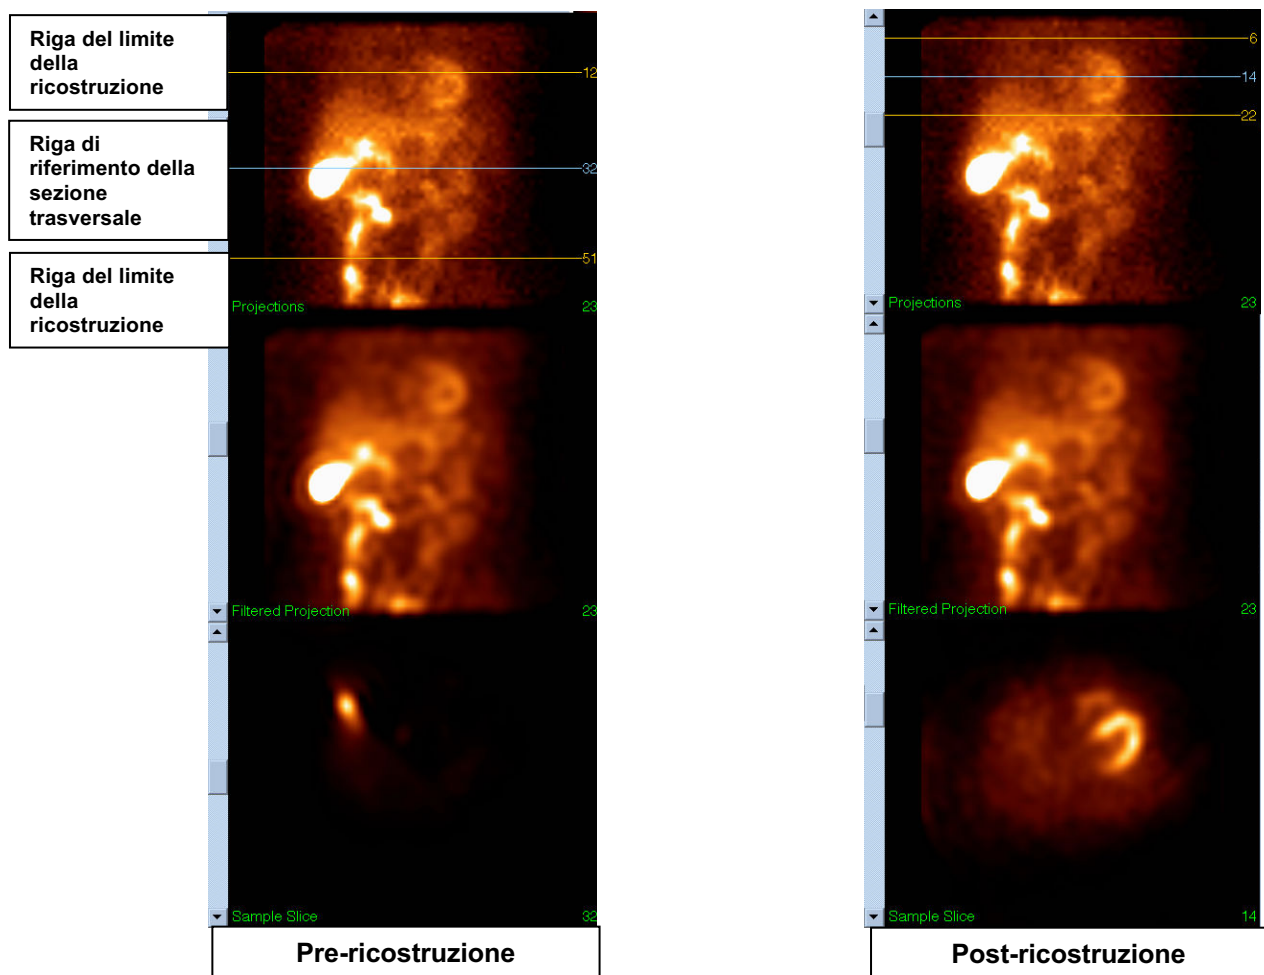 Riga del limite
della
ricostruzione
Riga di
riferimento della
sezione
trasversale
Riga del limite
della
ricostruzione
12
32
51
Projections 23
Filtered Projection 23
Sample Slice 32
Pre-ricostruzione
6
14
22
Projections 23
Filtered Projection 23
Sample Slice 14
Post-ricostruzione